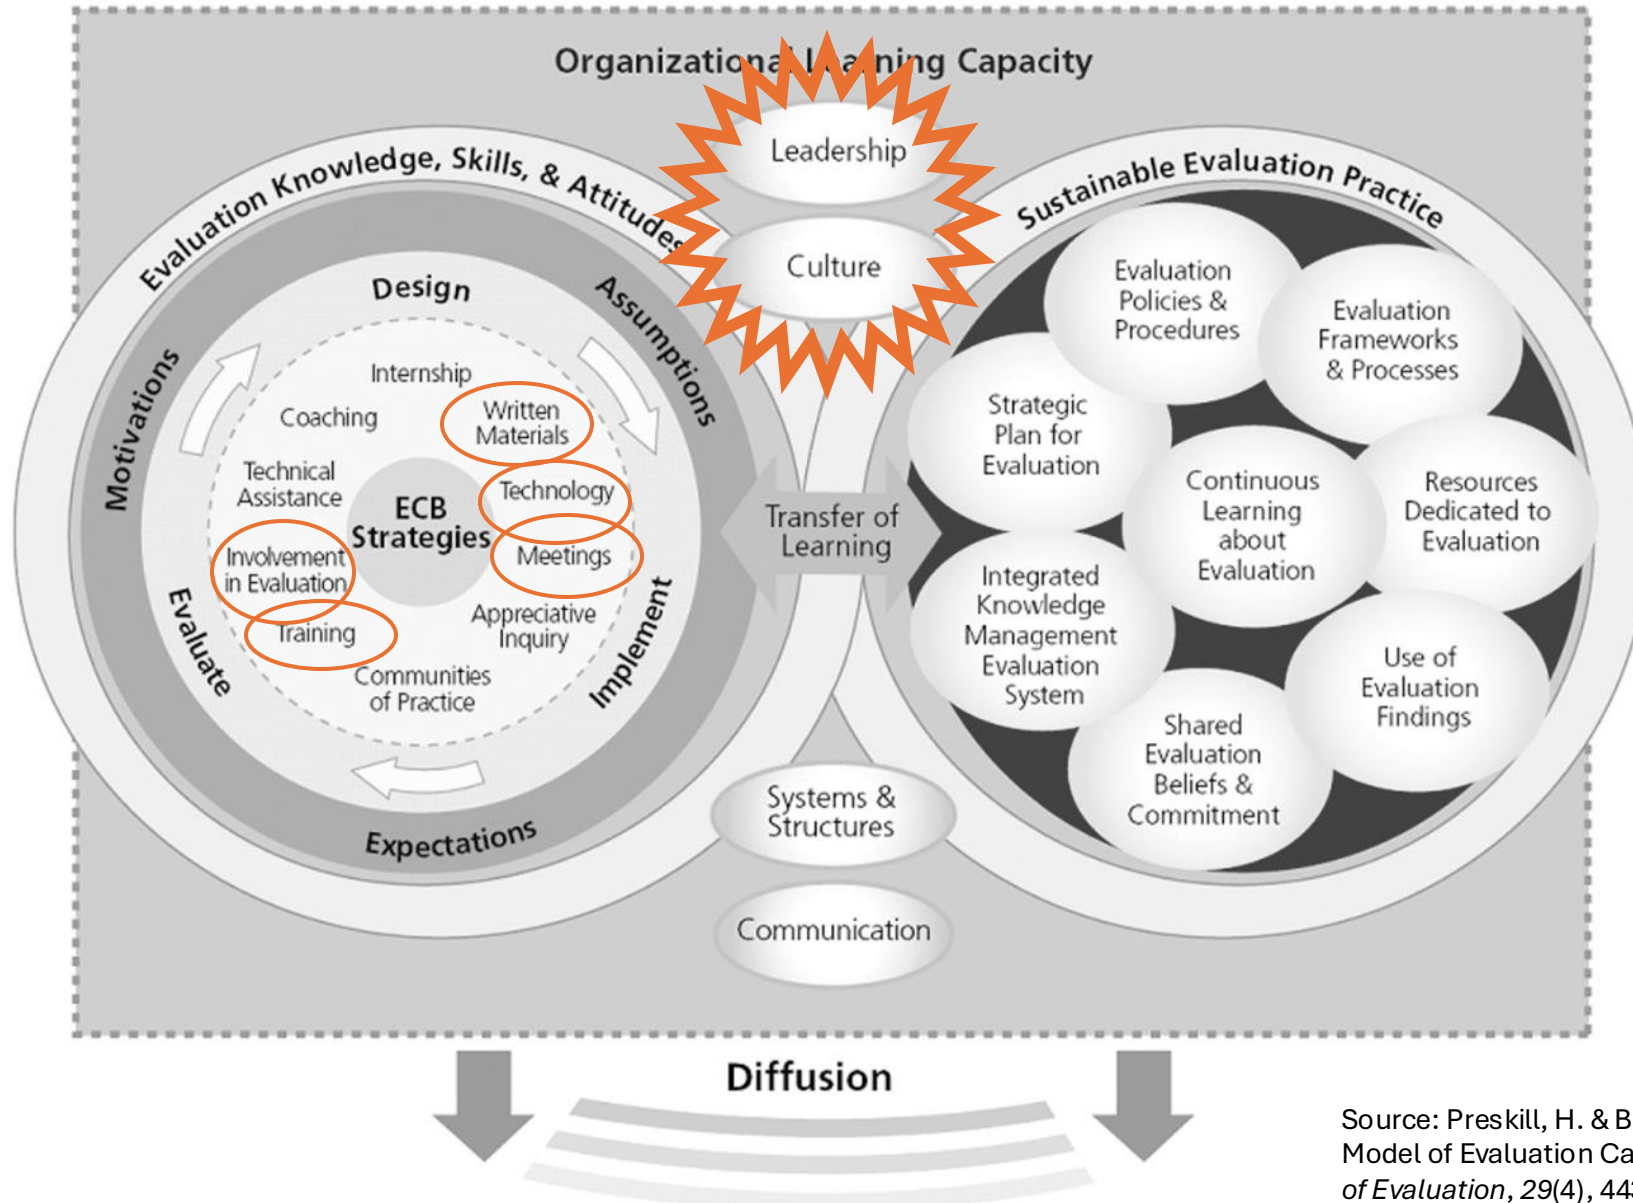 Organizational Learning Capacity
Leadership
Culture
Evaluation Knowledge, Skills, & Attitudes
Motivations
Assumptions
Expectations
Design
Implement
Evaluate
Internship
Coaching
Written
Materials
Technical
Assistance
Technology
ECB
Strategies
Involvement
in Evaluation
Meetings
Training
Appreciative
Inquiry
Communities
of Practice
Transfer of
Learning
Sustainable Evaluation Practice
Evaluation
Policies &
Procedures
Evaluation
Frameworks
& Processes
Strategic
Plan for
Evaluation
Continuous
Learning
about
Evaluation
Resources
Dedicated to
Evaluation
Integrated
Knowledge
Management
Evaluation
System
Use of
Evaluation
Findings
Shared
Evaluation
Beliefs &
Commitment
Systems &
Structures
Communication
Diffusion
Source: Preskill, H. & B
Model of Evaluation Ca
of Evaluation, 29(4), 44